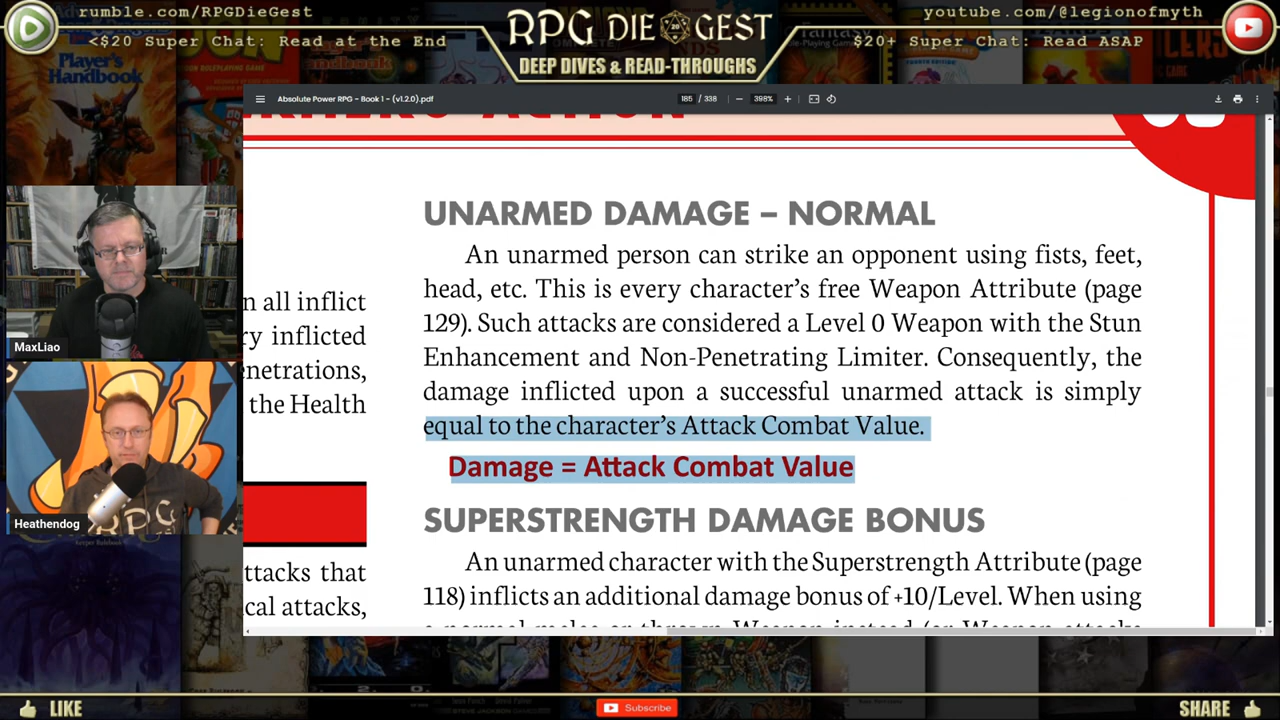 rumble.com/RPGDieGest
<$20 Super Chat: Read at the End
RPG DIE GEST
DEEP DIVES & READ-THROUGHS
youtube.com/@legionofmyth
$20+ Super Chat: Read ASAP
Player's
Handbook
Absolute Power RPG – Book 1 – (v1.2.0).pdf
185 / 338
398%
UNARMED DAMAGE – NORMAL
An unarmed person can strike an opponent using fists, feet,
head, etc. This is every character's free Weapon Attribute (page
129). Such attacks are considered a Level 0 Weapon with the Stun
Enhancement and Non-Penetrating Limiter. Consequently, the
damage inflicted upon a successful unarmed attack is simply
equal to the character's Attack Combat Value.
Damage = Attack Combat Value
SUPERSTRENGTH DAMAGE BONUS
An unarmed character with the Superstrength Attribute (page
118) inflicts an additional damage bonus of +10/Level. When using
n all inflict
ry inflicted
enetrations,
the Health
ttacks that
cal attacks,
MaxLiao
Heathendog
RPG
LIKE
Subscribe
SHARE